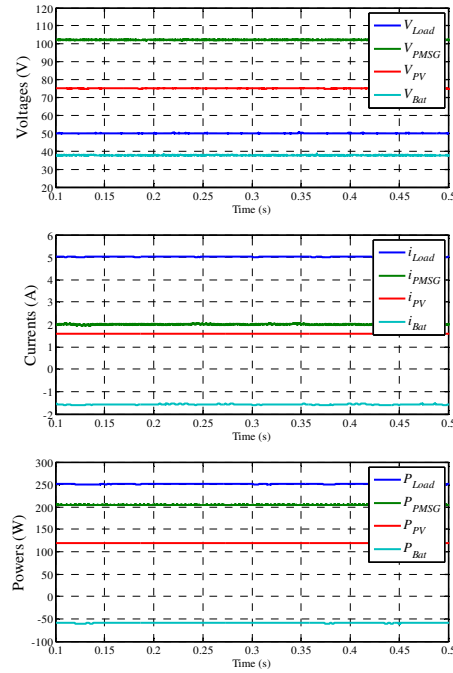 120
110
100
90
80
70
60
50
40
30
20
Voltages (V)
V_Load
V_PMSG
V_PV
V_Bat
0.1 0.15 0.2 0.25 0.3 0.35 0.4 0.45 0.5
Time (s)
6
5
4
3
2
1
0
-1
-2
Currents (A)
i_Load
i_PMSG
i_PV
i_Bat
0.1 0.15 0.2 0.25 0.3 0.35 0.4 0.45 0.5
Time (s)
300
250
200
150
100
50
0
-50
-100
Powers (W)
P_Load
P_PMSG
P_PV
P_Bat
0.1 0.15 0.2 0.25 0.3 0.35 0.4 0.45 0.5
Time (s)